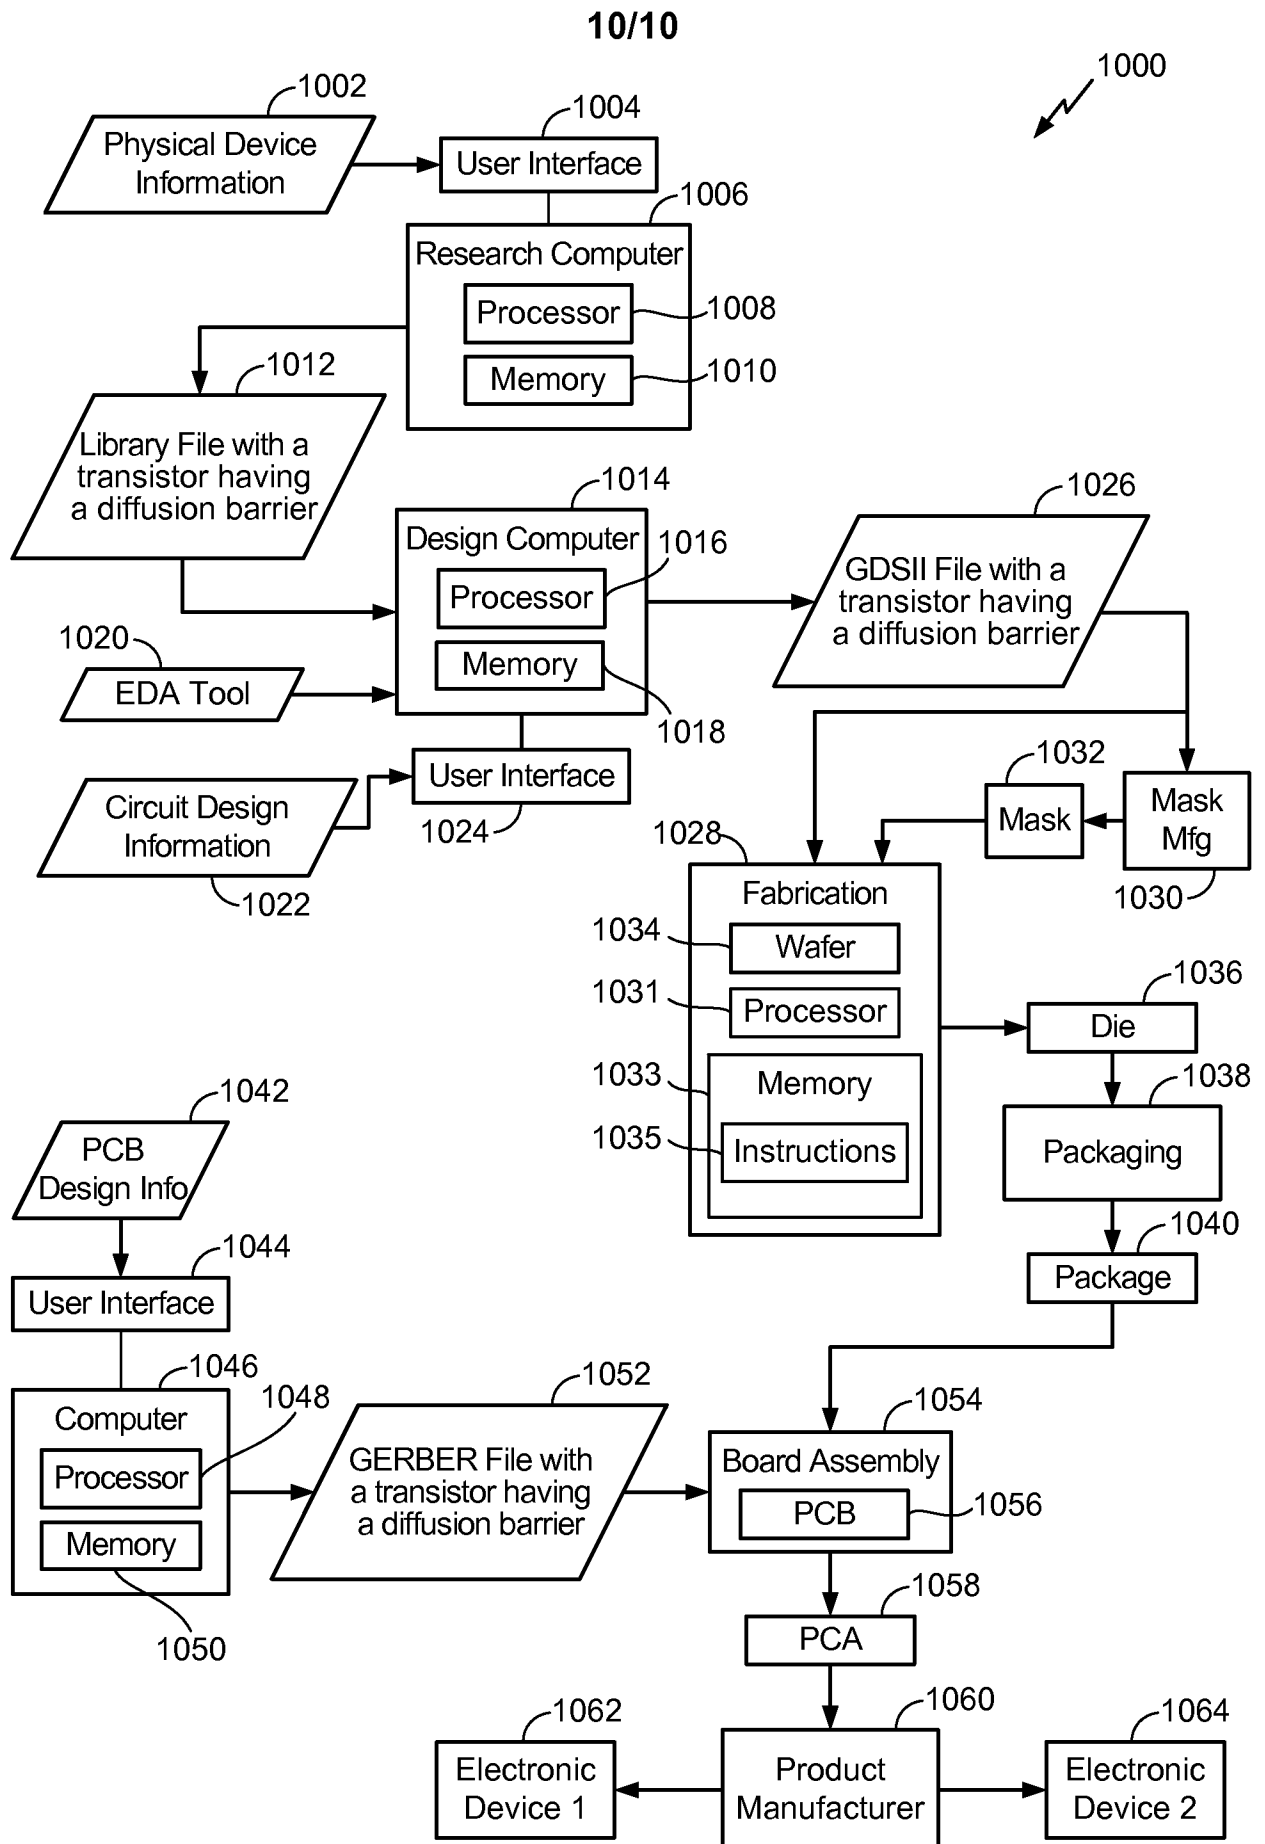 10/10
1000
1002
Physical Device
Information
1004
User Interface
1006
Research Computer
Processor
1008
Memory
1010
1012
Library File with a
transistor having
a diffusion barrier
1014
Design Computer
Processor
1016
Memory
1018
1020
EDA Tool
Circuit Design
Information
1022
User Interface
1024
1026
GDSII File with a
transistor having
a diffusion barrier
1032
Mask
Mask
Mfg
1030
1028
Fabrication
1034
Wafer
1031
Processor
1033
Memory
1035
Instructions
1036
Die
1038
Packaging
1040
Package
1042
PCB
Design Info
1044
User Interface
1046
Computer
1048
Processor
Memory
1050
1052
GERBER File with
a transistor having
a diffusion barrier
1054
Board Assembly
PCB
1056
1058
PCA
1060
Product
Manufacturer
1062
Electronic
Device 1
1064
Electronic
Device 2